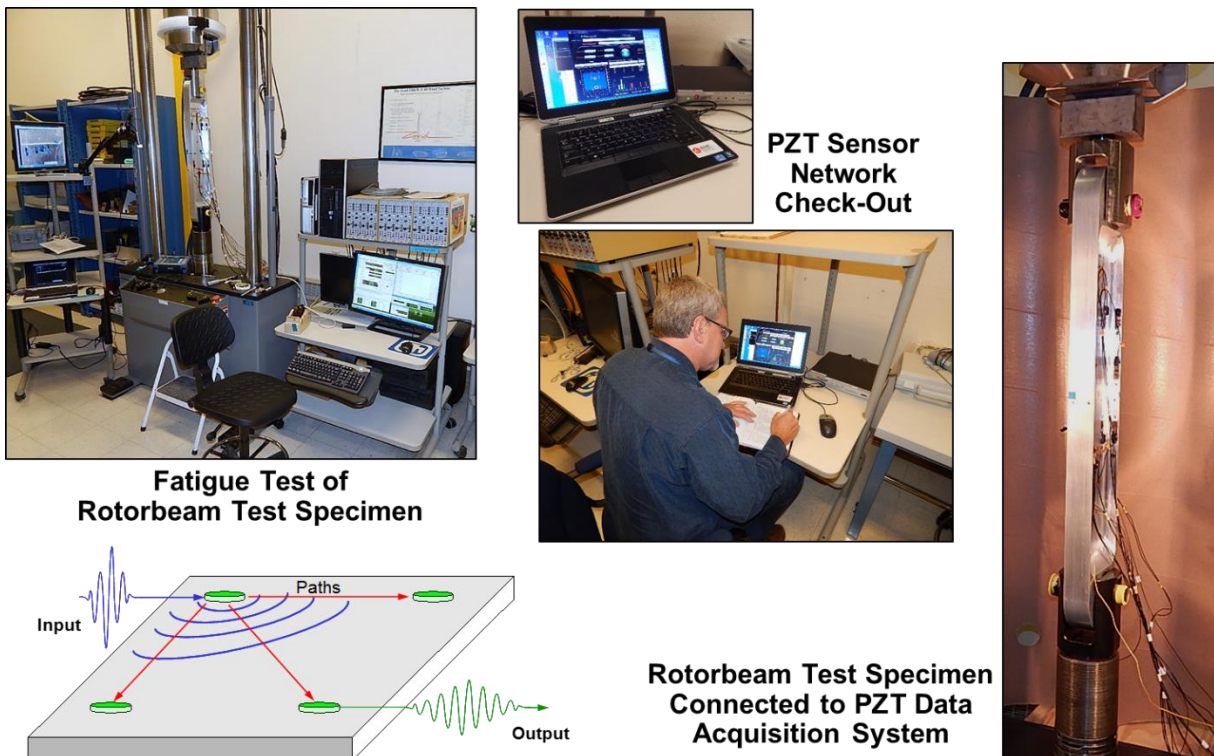 PZT Sensor
Network
Check-Out
Fatigue Test of
Rotorbeam Test Specimen
Paths
Input
Output
Rotorbeam Test Specimen
Connected to PZT Data
Acquisition System